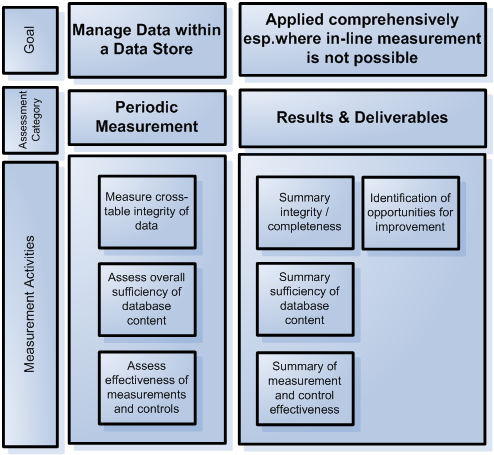 Goal
Manage Data within
a Data Store
Applied comprehensively
esp.where in-line measurement
is not possible
Assessment
Category
Periodic
Measurement
Results & Deliverables
Measurement Activities
Measure cross-
table integrity of
data
Summary
integrity /
completeness
Identification of
opportunities for
improvement
Assess overall
sufficiency of
database
content
Summary
sufficiency of
database
content
Assess
effectiveness of
measurements
and controls
Summary of
measurement
and control
effectiveness